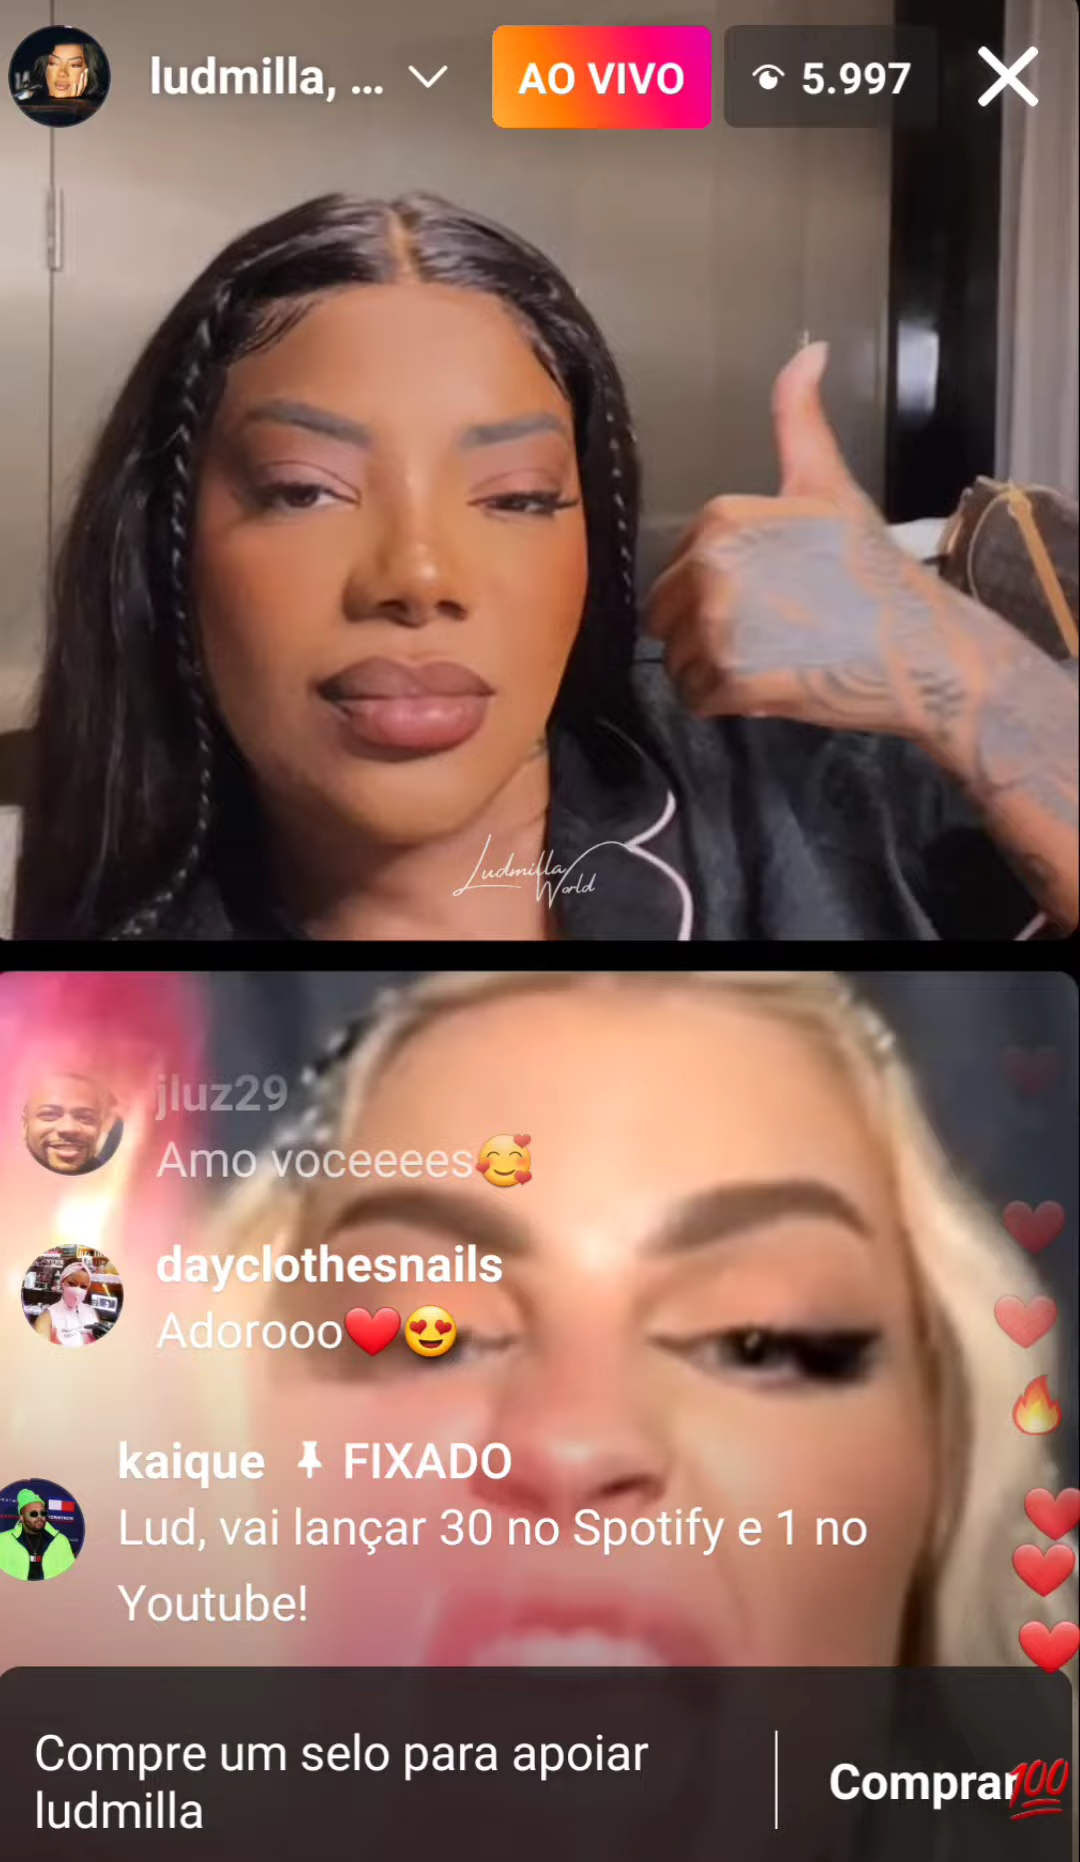 ludmilla, ...
AO VIVO
5.997
Ludmilla
World
jluz29
Amo voceeees🥰
dayclothesnails
Adorooo❤️😍
kaique 📌 FIXADO
Lud, vai lançar 30 no Spotify e 1 no
Youtube!
Compre um selo para apoiar
ludmilla
Comprar
💯